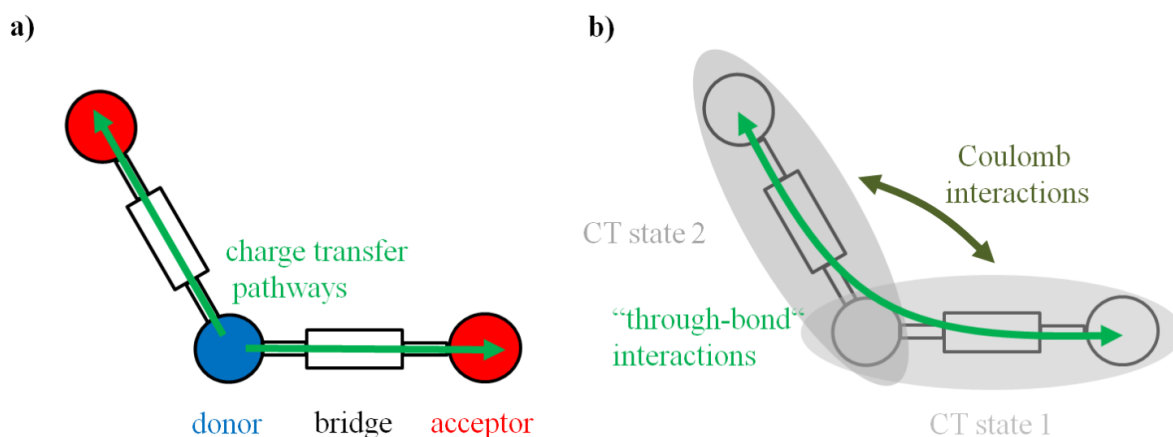 a)
charge transfer
pathways
donor
bridge
acceptor
b)
Coulomb
interactions
CT state 2
“through-bond“
interactions
CT state 1